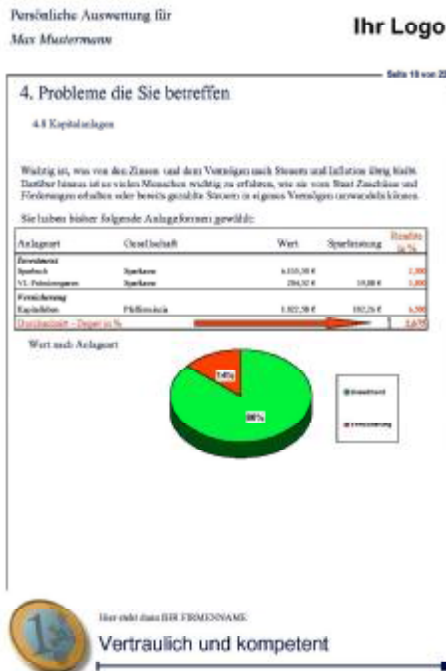 Persönliche Auswertung für
Max Mustermann
Ihr Logo
Seite 18 von 22
4. Probleme die Sie betreffen
4.8 Kapitalanlagen
Wichtig ist, was von den Zinsen und dem Vermögen nach Steuern und Inflation übrig bleibt.
Darüber hinaus ist es vielen Menschen wichtig zu erfahren, wie sie vom Staat Zuschüsse und
Förderungen erhalten oder bereits gezahlte Steuern in eigenes Vermögen umwandeln können.
Sie haben bisher folgende Anlageformen gewählt:
Anlageart Gesellschaft Wert Sparleistung Rendite in %
Investment
Sparbuch Sparkasse
Sparkasse
Versicherung
Kapitalleben
Durchschnitt in %
Wert nach Anlageart
14%
86%
Investment
Versicherung
Hier steht dann IHR FIRMENNAME
Vertraulich und kompetent